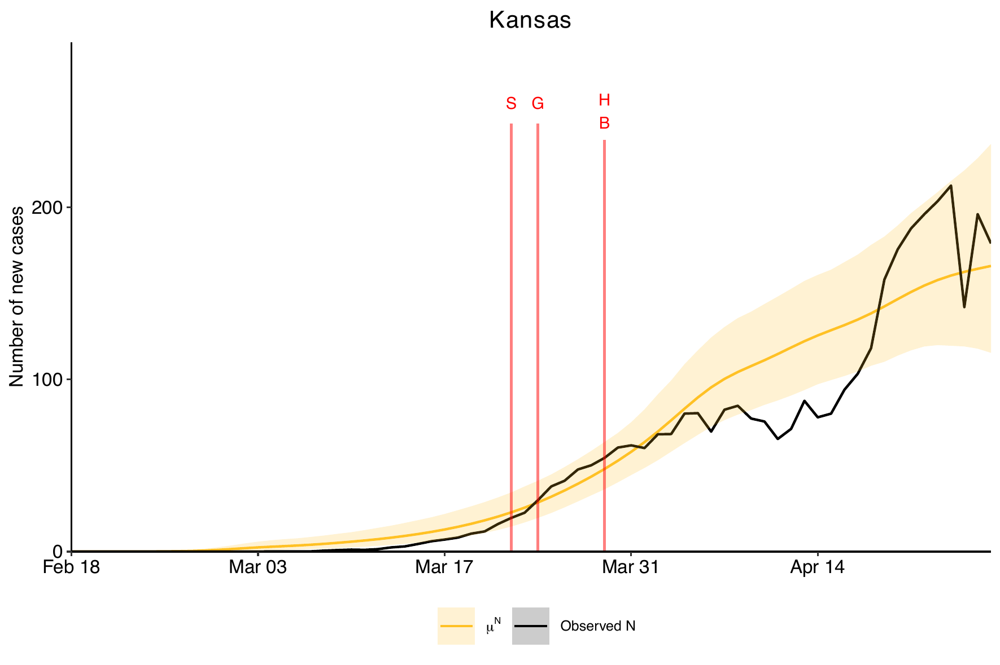 Kansas
S G H
B
Number of new cases
200
100
0
Feb 18 Mar 03 Mar 17 Mar 31 Apr 14
μN Observed N